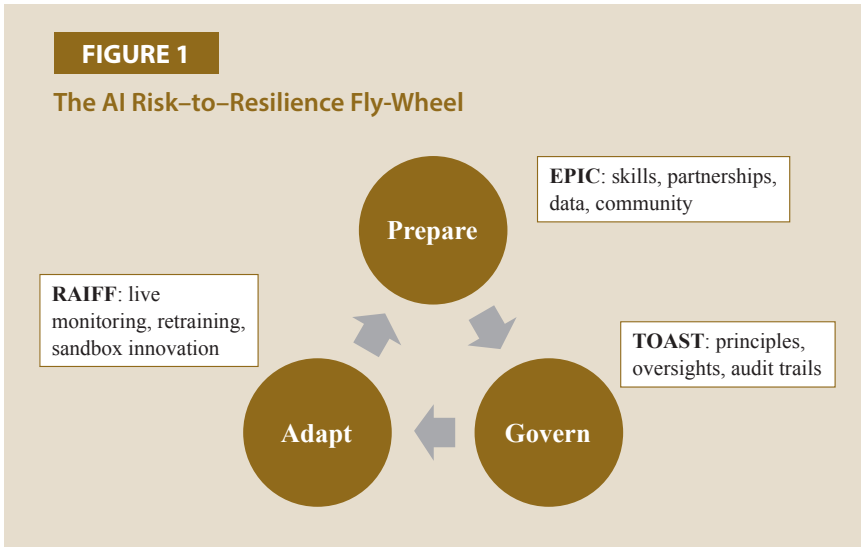 FIGURE 1
The AI Risk–to–Resilience Fly-Wheel
EPIC: skills, partnerships,
data, community
Prepare
RAIFF: live
monitoring, retraining,
sandbox innovation
TOAST: principles,
oversights, audit trails
Adapt
Govern